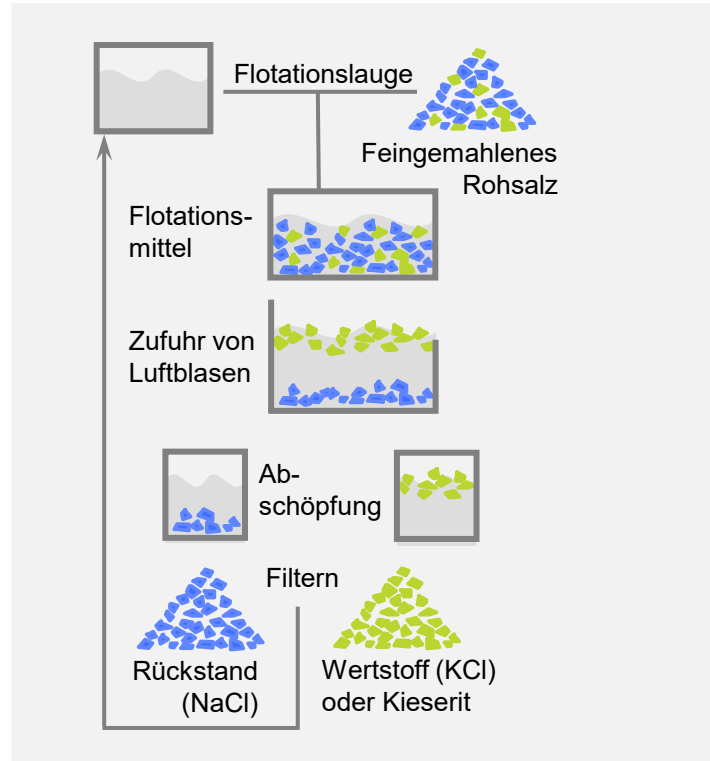 Flotationslauge
Feingemahlenes
Rohsalz
Flotations-
mittel
Zufuhr von
Luftblasen
Ab-
schöpfung
Filtern
Rückstand
(NaCl)
Wertstoff (KCl)
oder Kieserit